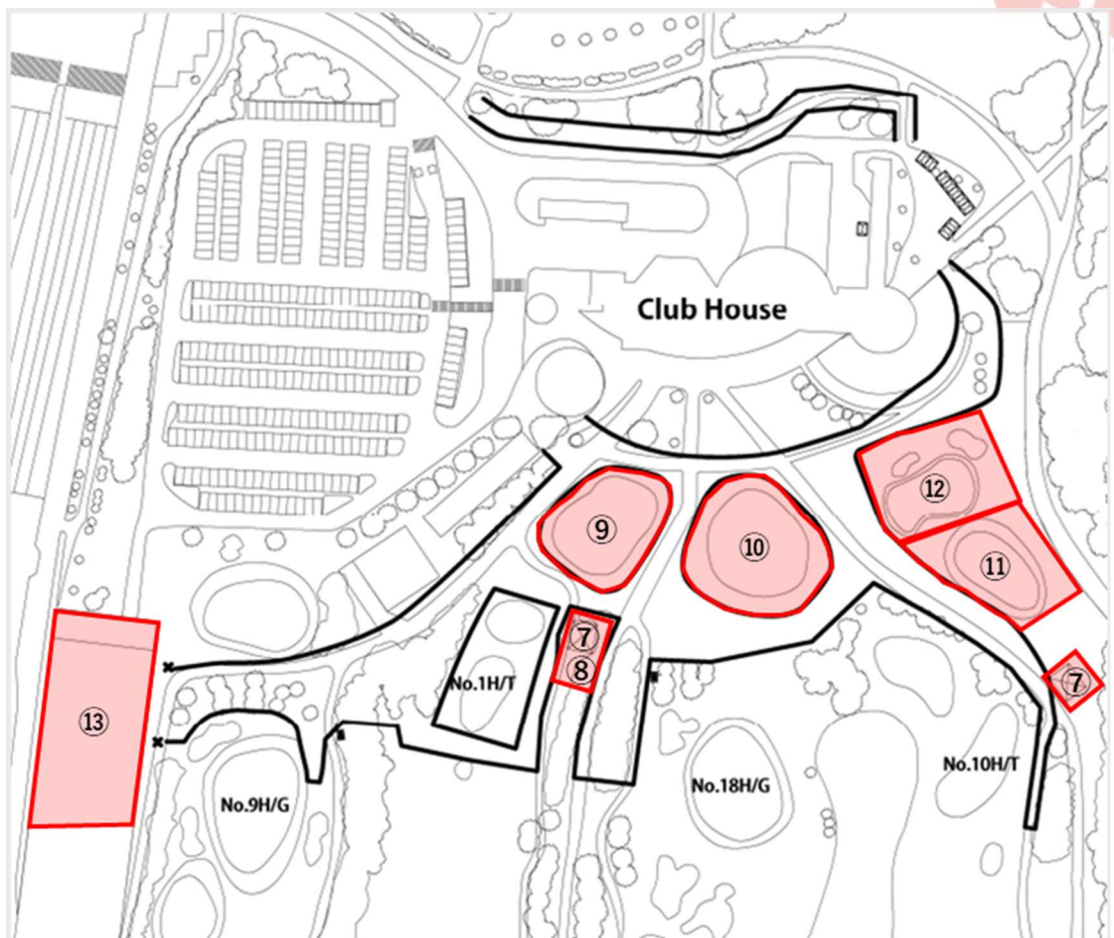 Club House
⑫
⑨
⑩
⑪
⑦
⑧
No.1H/T
⑦
⑬
No.10H/T
No.18H/G
No.9H/G